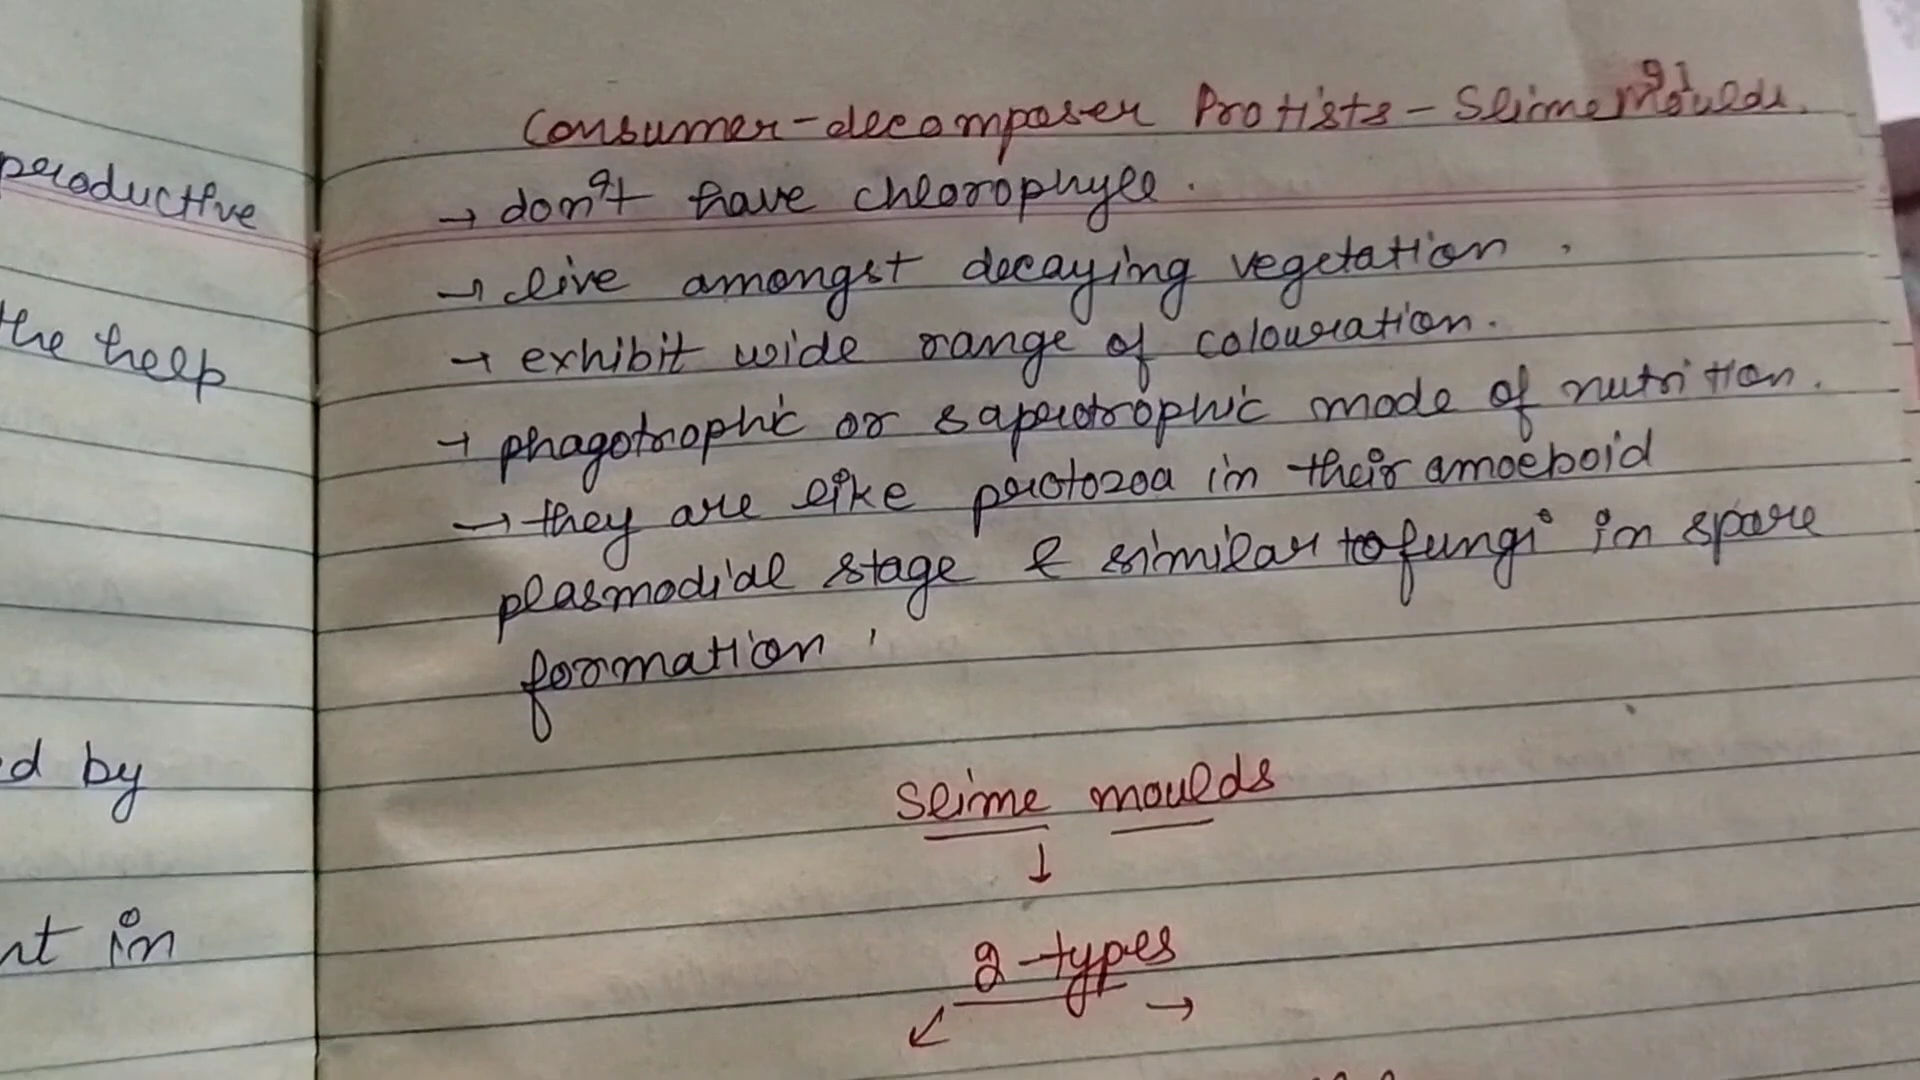 productive
the help
d by
nt in
Consumer-decomposer Protists - Slime Moulds.
→ don't have chlorophyll.
→ live amongst decaying vegetation.
→ exhibit wide range of colouration.
→ phagotrophic or saprotrophic mode of nutrition.
→ they are like protozoa in their amoeboid
plasmodial stage & similar to fungi in spore
formation.
Slime moulds
↓
2-types
↙ →